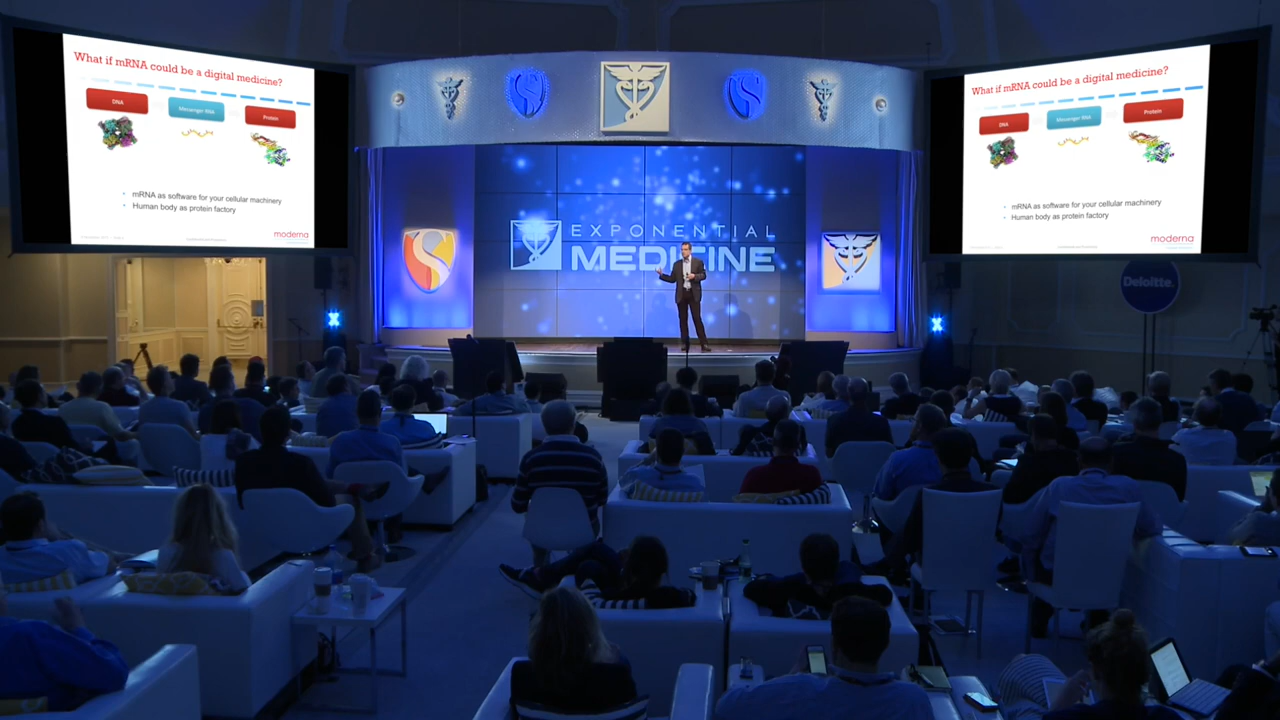 What if mRNA could be a digital medicine?
DNA
Messenger RNA
Protein
• mRNA as software for your cellular machinery
• Human body as protein factory
moderna
EXPONENTIAL
MEDICINE
What if mRNA could be a digital medicine?
DNA
Messenger RNA
Protein
• mRNA as software for your cellular machinery
• Human body as protein factory
moderna
Deloitte.